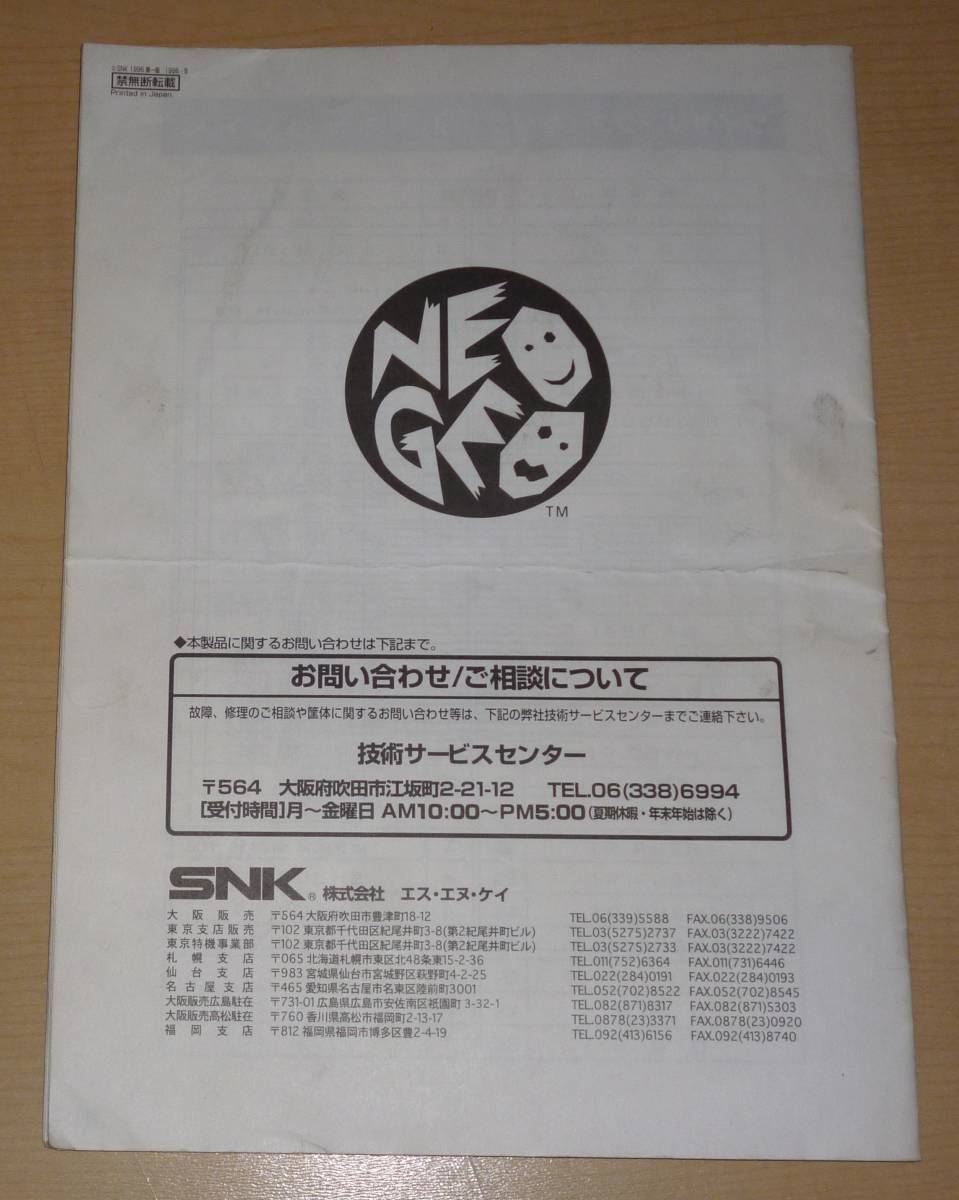 ©SNK 1996 第一版 1996・9
禁無断転載
Printed in Japan.
NEO
GEO
TM
◆本製品に関するお問い合わせは下記まで。
お問い合わせ/ご相談について
故障、修理のご相談や筐体に関するお問い合わせ等は、下記の弊社技術サービスセンターまでご連絡下さい。
技術サービスセンター
〒564 大阪府吹田市江坂町2-21-12 TEL.06(338)6994
[受付時間]月〜金曜日 AM10:00〜PM5:00(夏期休暇・年末年始は除く)
SNK® 株式会社 エス・エヌ・ケイ
大阪販売 〒564 大阪府吹田市豊津町18-12 TEL.06(339)5588 FAX.06(338)9506
東京支店販売 〒102 東京都千代田区紀尾井町3-8(第2紀尾井町ビル) TEL.03(5275)2737 FAX.03(3222)7422
東京特機事業部 〒102 東京都千代田区紀尾井町3-8(第2紀尾井町ビル) TEL.03(5275)2733 FAX.03(3222)7422
札幌支店 〒065 北海道札幌市東区北48条東15-2-36 TEL.011(752)6364 FAX.011(731)6446
仙台支店 〒983 宮城県仙台市宮城野区萩野町4-2-25 TEL.022(284)0191 FAX.022(284)0193
名古屋支店 〒465 愛知県名古屋市名東区陸前町3001 TEL.052(702)8522 FAX.052(702)8545
大阪販売広島駐在 〒731-01 広島県広島市安佐南区祇園町3-32-1 TEL.082(871)8317 FAX.082(871)5303
大阪販売高松駐在 〒760 香川県高松市福岡町2-13-17 TEL.0878(23)3371 FAX.0878(23)0920
福岡支店 〒812 福岡県福岡市博多区豊2-4-19 TEL.092(413)6156 FAX.092(413)8740